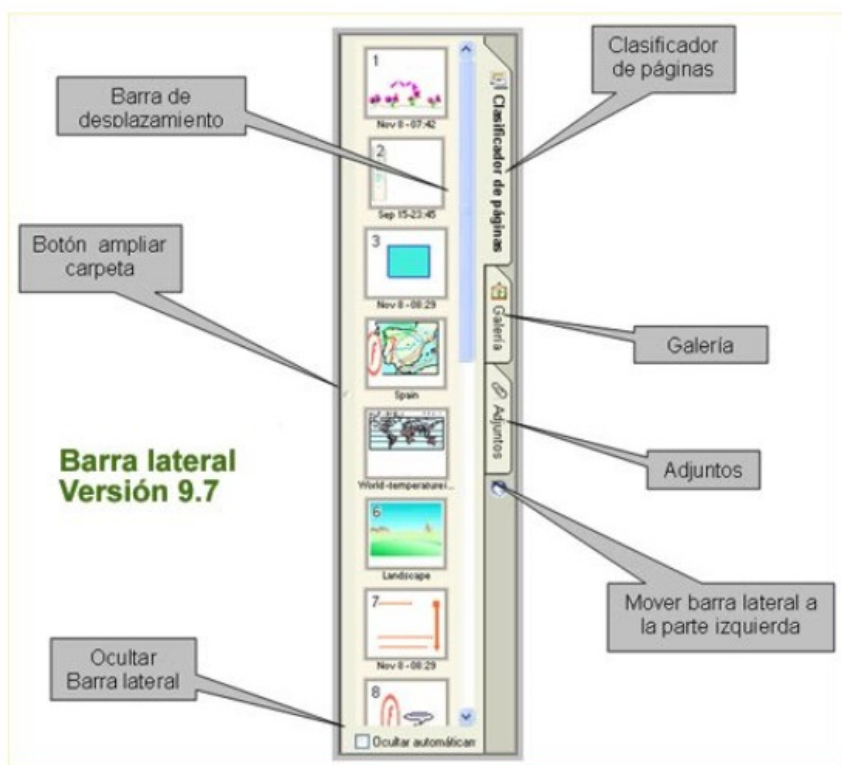 Clasificador
de páginas
Barra de
desplazamiento
Botón ampliar
carpeta
Galería
Adjuntos
Mover barra lateral a
la parte izquierda
Ocultar
Barra lateral
Barra lateral
Versión 9.7
1
Nov 8 - 07:42
2
Sep 15-23:45
3
Nov 8 - 08:29
Spain
5
World-temperature i...
6
Landscape
7
Nov 8 - 08:29
8
Ocultar automáticam
Clasificador de páginas
Galería
Adjuntos